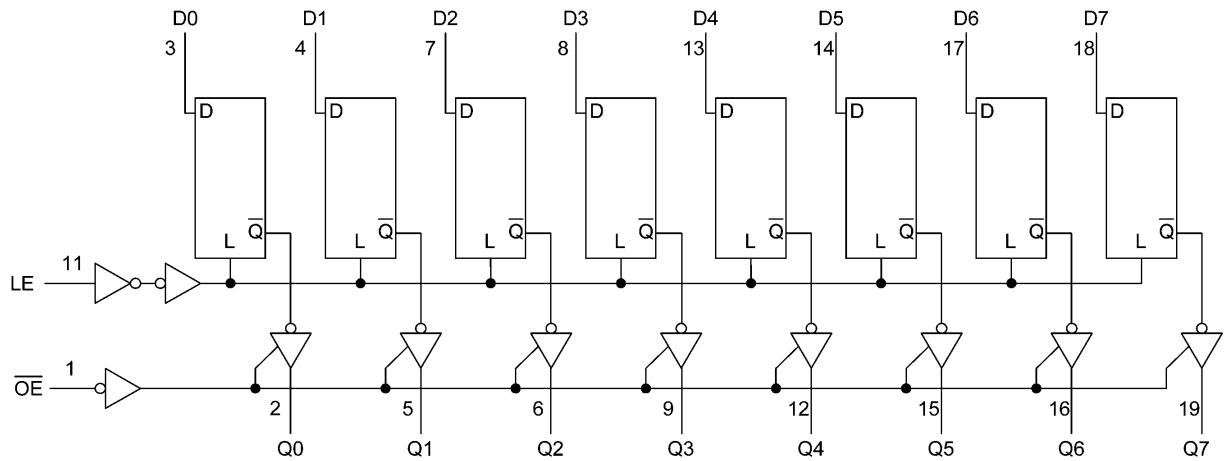 D0 D1 D2 D3 D4 D5 D6 D7
3 4 7 8 13 14 17 18
D D D D D D D D
Q̅ Q̅ Q̅ Q̅ Q̅ Q̅ Q̅ Q̅
L L L L L L L L
LE 11
O̅E̅ 1
2 5 6 9 12 15 16 19
Q0 Q1 Q2 Q3 Q4 Q5 Q6 Q7